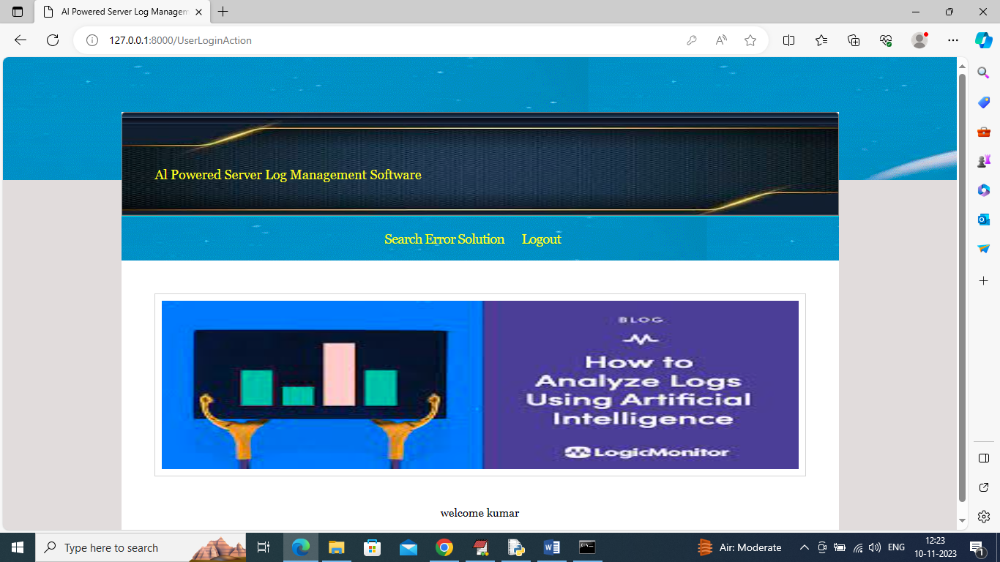 AI Powered Server Log Managem
127.0.0.1:8000/UserLoginAction
AI Powered Server Log Management Software
Search Error Solution Logout
BLOG
How to
Analyze Logs
Using Artificial
Intelligence
LogicMonitor
welcome kumar
Type here to search
Air: Moderate
ENG
12:23
10-11-2023
1